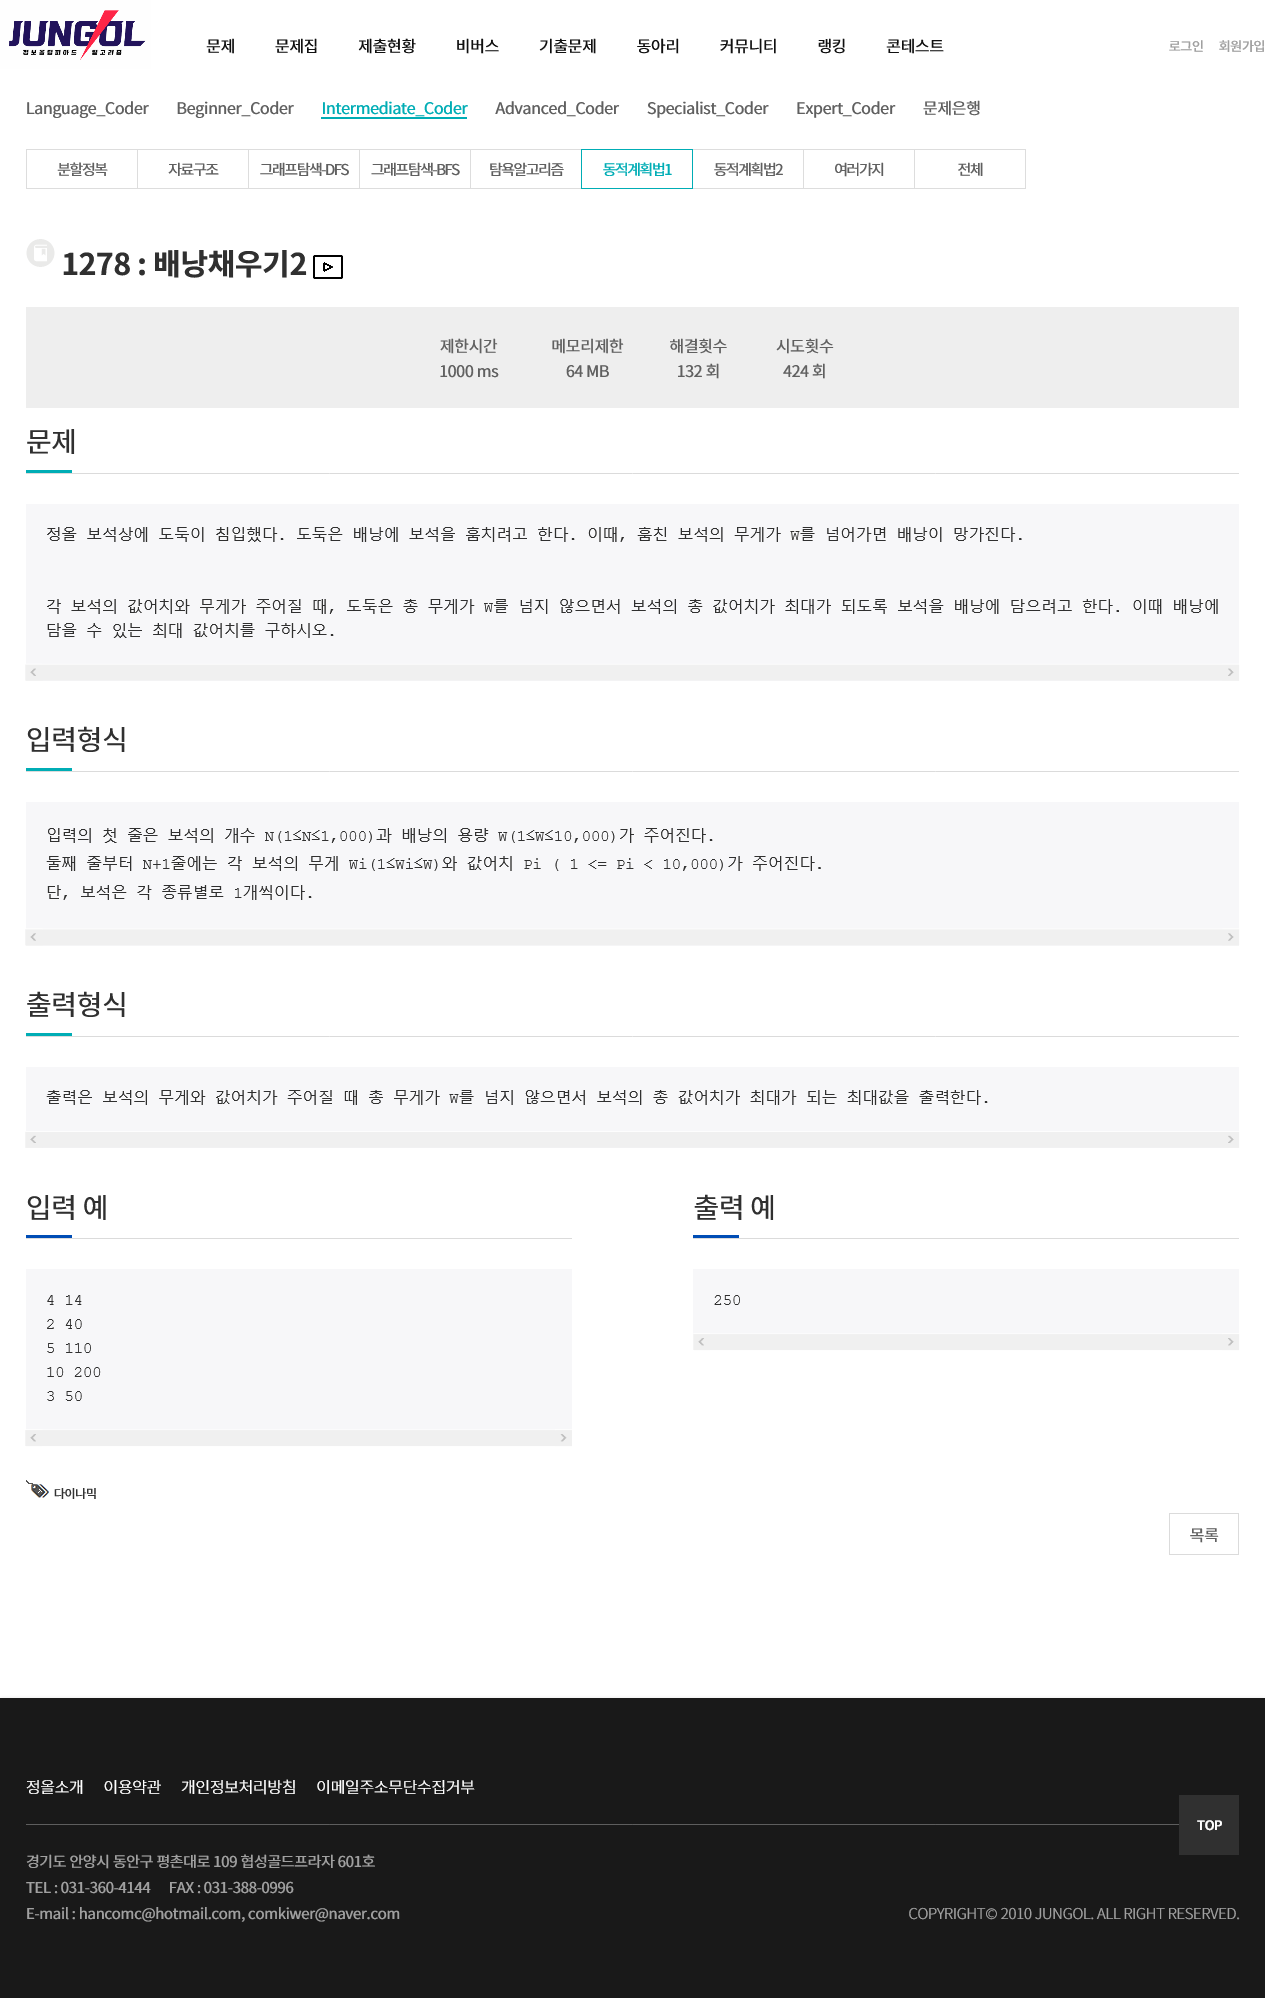 JUNGOL
정보올림피아드 알고리즘
문제 문제집 제출현황 비버스 기출문제 동아리 커뮤니티 랭킹 콘테스트 로그인 회원가입
Language_Coder Beginner_Coder Intermediate_Coder Advanced_Coder Specialist_Coder Expert_Coder 문제은행
분할정복 자료구조 그래프탐색-DFS 그래프탐색-BFS 탐욕알고리즘 동적계획법1 동적계획법2 여러가지 전체
1278 : 배낭채우기2
제한시간 메모리제한 해결횟수 시도횟수
1000 ms 64 MB 132 회 424 회
문제
정올 보석상에 도둑이 침입했다. 도둑은 배낭에 보석을 훔치려고 한다. 이때, 훔친 보석의 무게가 W를 넘어가면 배낭이 망가진다.
각 보석의 값어치와 무게가 주어질 때, 도둑은 총 무게가 W를 넘지 않으면서 보석의 총 값어치가 최대가 되도록 보석을 배낭에 담으려고 한다. 이때 배낭에
담을 수 있는 최대 값어치를 구하시오.
입력형식
입력의 첫 줄은 보석의 개수 N(1≤N≤1,000)과 배낭의 용량 W(1≤W≤10,000)가 주어진다.
둘째 줄부터 N+1줄에는 각 보석의 무게 Wi(1≤Wi≤W)와 값어치 Pi ( 1 <= Pi < 10,000)가 주어진다.
단, 보석은 각 종류별로 1개씩이다.
출력형식
출력은 보석의 무게와 값어치가 주어질 때 총 무게가 W를 넘지 않으면서 보석의 총 값어치가 최대가 되는 최대값을 출력한다.
입력 예
4 14
2 40
5 110
10 200
3 50
출력 예
250
다이나믹
목록
정올소개 이용약관 개인정보처리방침 이메일주소무단수집거부
TOP
경기도 안양시 동안구 평촌대로 109 협성골드프라자 601호
TEL : 031-360-4144 FAX : 031-388-0996
E-mail : hancomc@hotmail.com, comkiwer@naver.com
COPYRIGHT© 2010 JUNGOL. ALL RIGHT RESERVED.